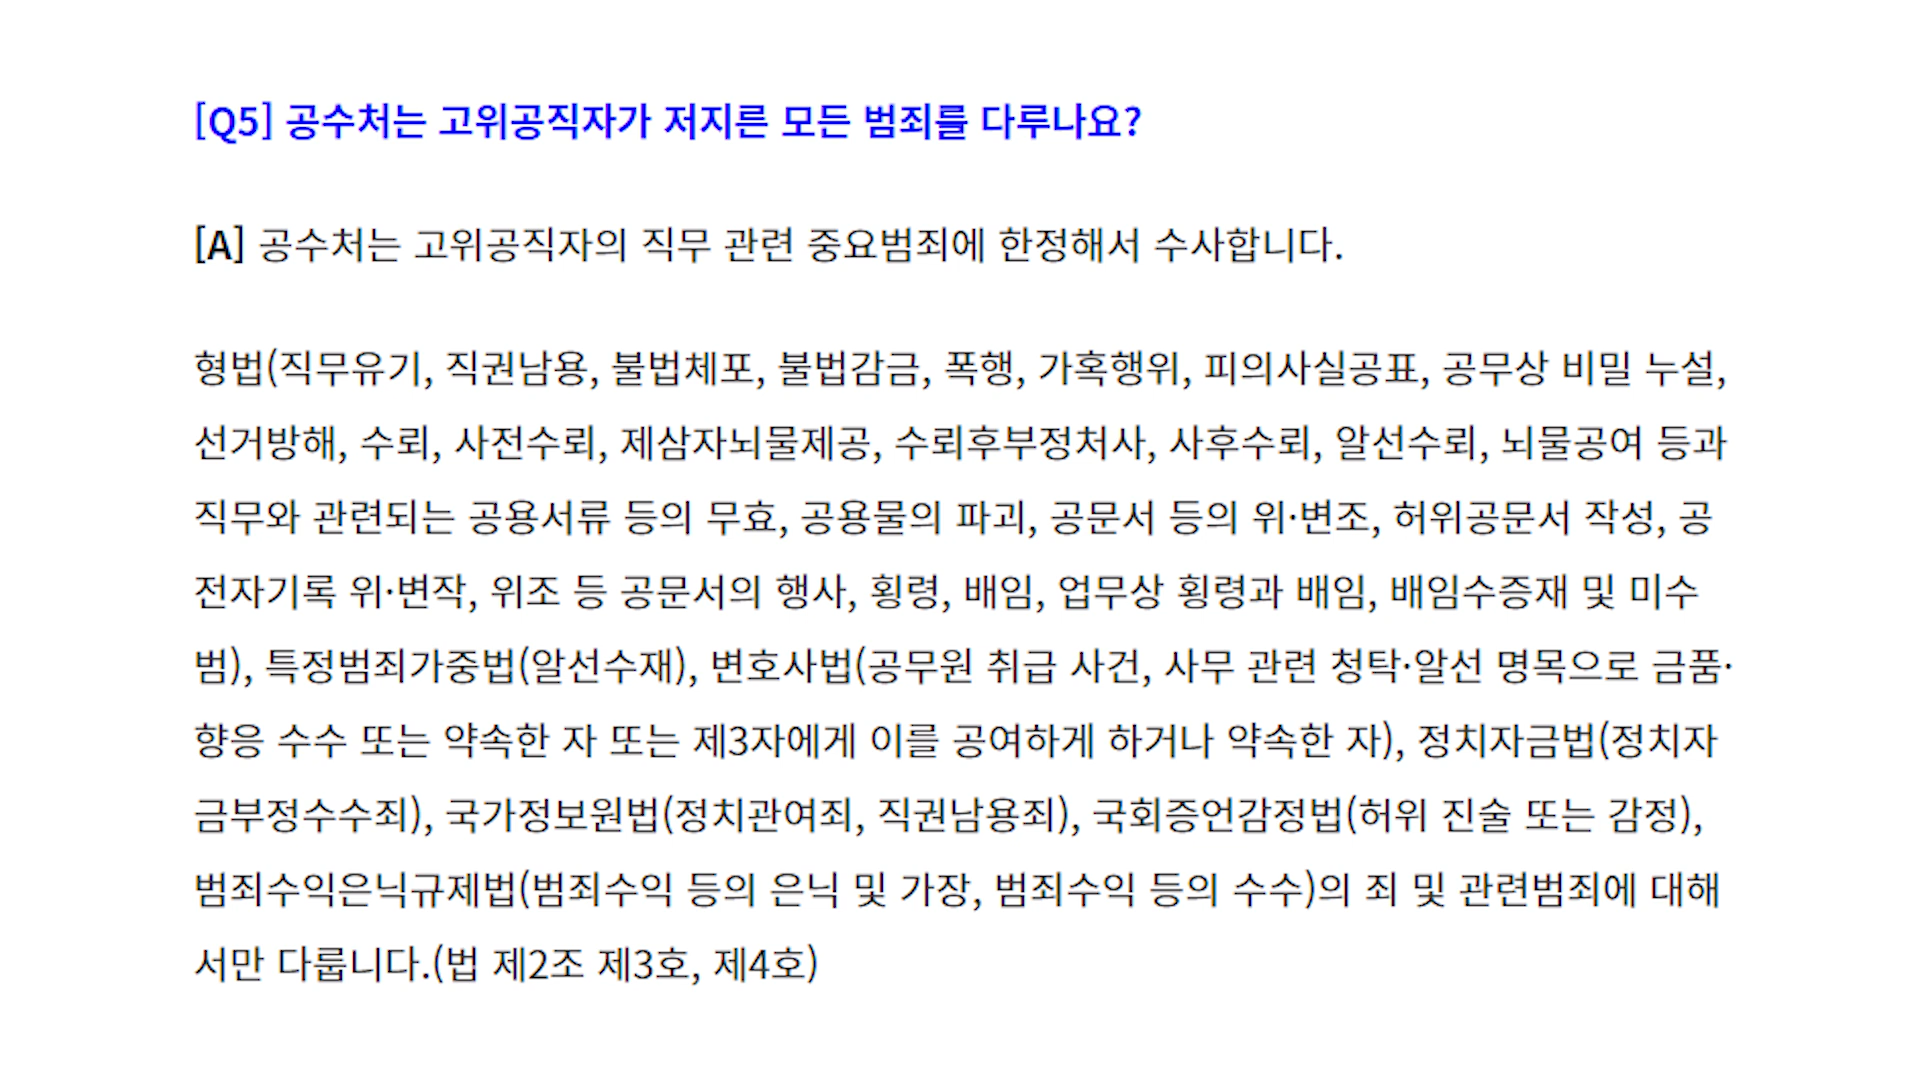 [Q5] 공수처는 고위공직자가 저지른 모든 범죄를 다루나요?
[A] 공수처는 고위공직자의 직무 관련 중요범죄에 한정해서 수사합니다.
형법(직무유기, 직권남용, 불법체포, 불법감금, 폭행, 가혹행위, 피의사실공표, 공무상 비밀 누설,
선거방해, 수뢰, 사전수뢰, 제삼자뇌물제공, 수뢰후부정처사, 사후수뢰, 알선수뢰, 뇌물공여 등과
직무와 관련되는 공용서류 등의 무효, 공용물의 파괴, 공문서 등의 위·변조, 허위공문서 작성, 공
전자기록 위·변작, 위조 등 공문서의 행사, 횡령, 배임, 업무상 횡령과 배임, 배임수증재 및 미수
범), 특정범죄가중법(알선수재), 변호사법(공무원 취급 사건, 사무 관련 청탁·알선 명목으로 금품·
향응 수수 또는 약속한 자 또는 제3자에게 이를 공여하게 하거나 약속한 자), 정치자금법(정치자
금부정수수죄), 국가정보원법(정치관여죄, 직권남용죄), 국회증언감정법(허위 진술 또는 감정),
범죄수익은닉규제법(범죄수익 등의 은닉 및 가장, 범죄수익 등의 수수)의 죄 및 관련범죄에 대해
서만 다룹니다.(법 제2조 제3호, 제4호)